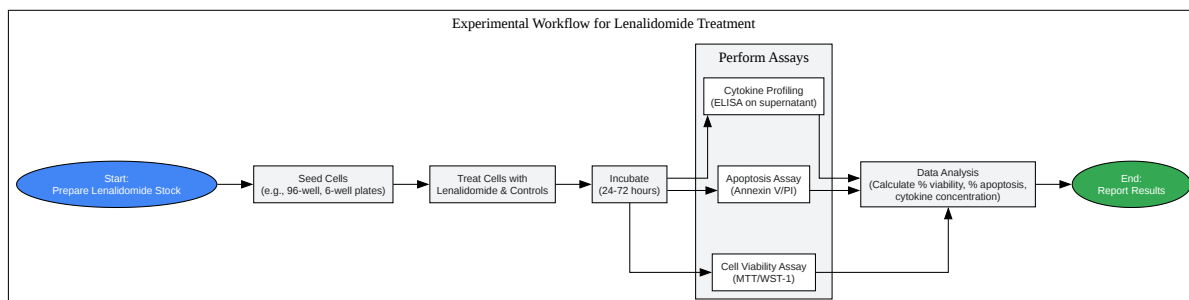 Experimental Workflow for Lenalidomide Treatment
Start:
Prepare Lenalidomide Stock
Seed Cells
(e.g., 96-well, 6-well plates)
Treat Cells with
Lenalidomide & Controls
Incubate
(24-72 hours)
Perform Assays
Cytokine Profiling
(ELISA on supernatant)
Apoptosis Assay
(Annexin V/PI)
Cell Viability Assay
(MTT/WST-1)
Data Analysis
(Calculate % viability, % apoptosis,
cytokine concentration)
End:
Report Results